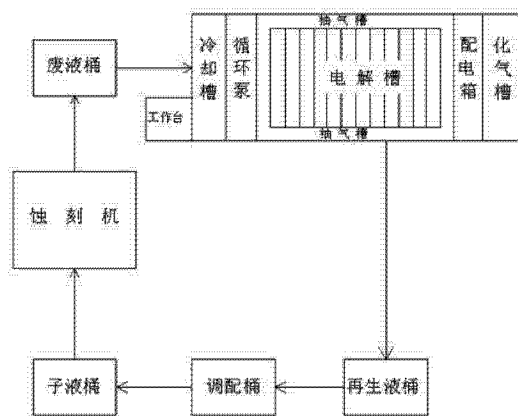 抽气槽
冷却槽
循环泵
电解槽
配电箱
化气槽
抽气槽
工作台
废液桶
蚀刻机
子液桶
调配桶
再生液桶